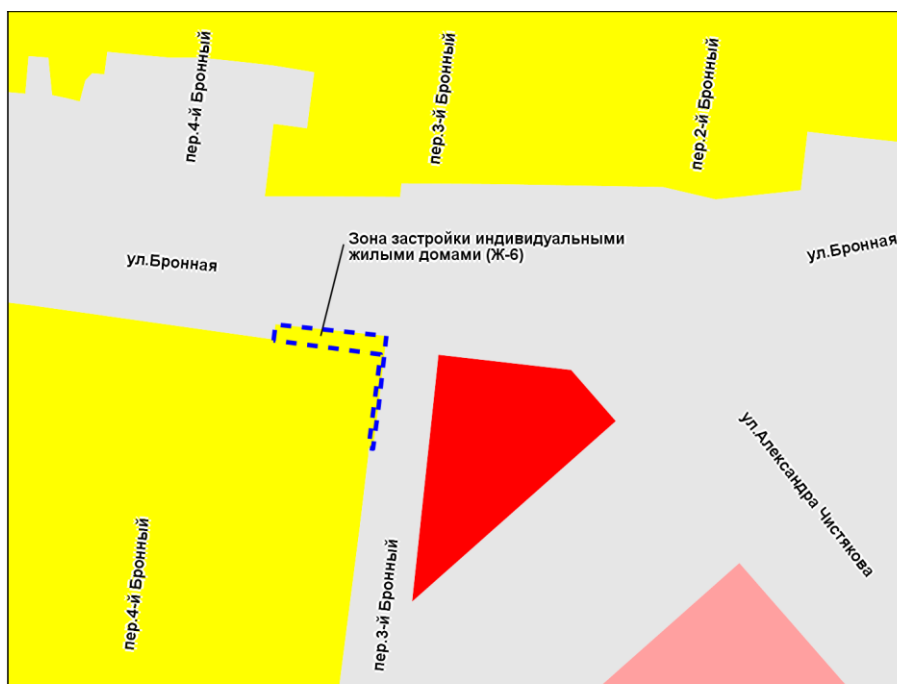 пер.4-й Бронный
пер.3-й Бронный
пер.2-й Бронный
Зона застройки индивидуальными
жилыми домами (Ж-6)
ул.Бронная
ул.Бронная
ул.Александра Чистякова
пер.4-й Бронный
пер.3-й Бронный